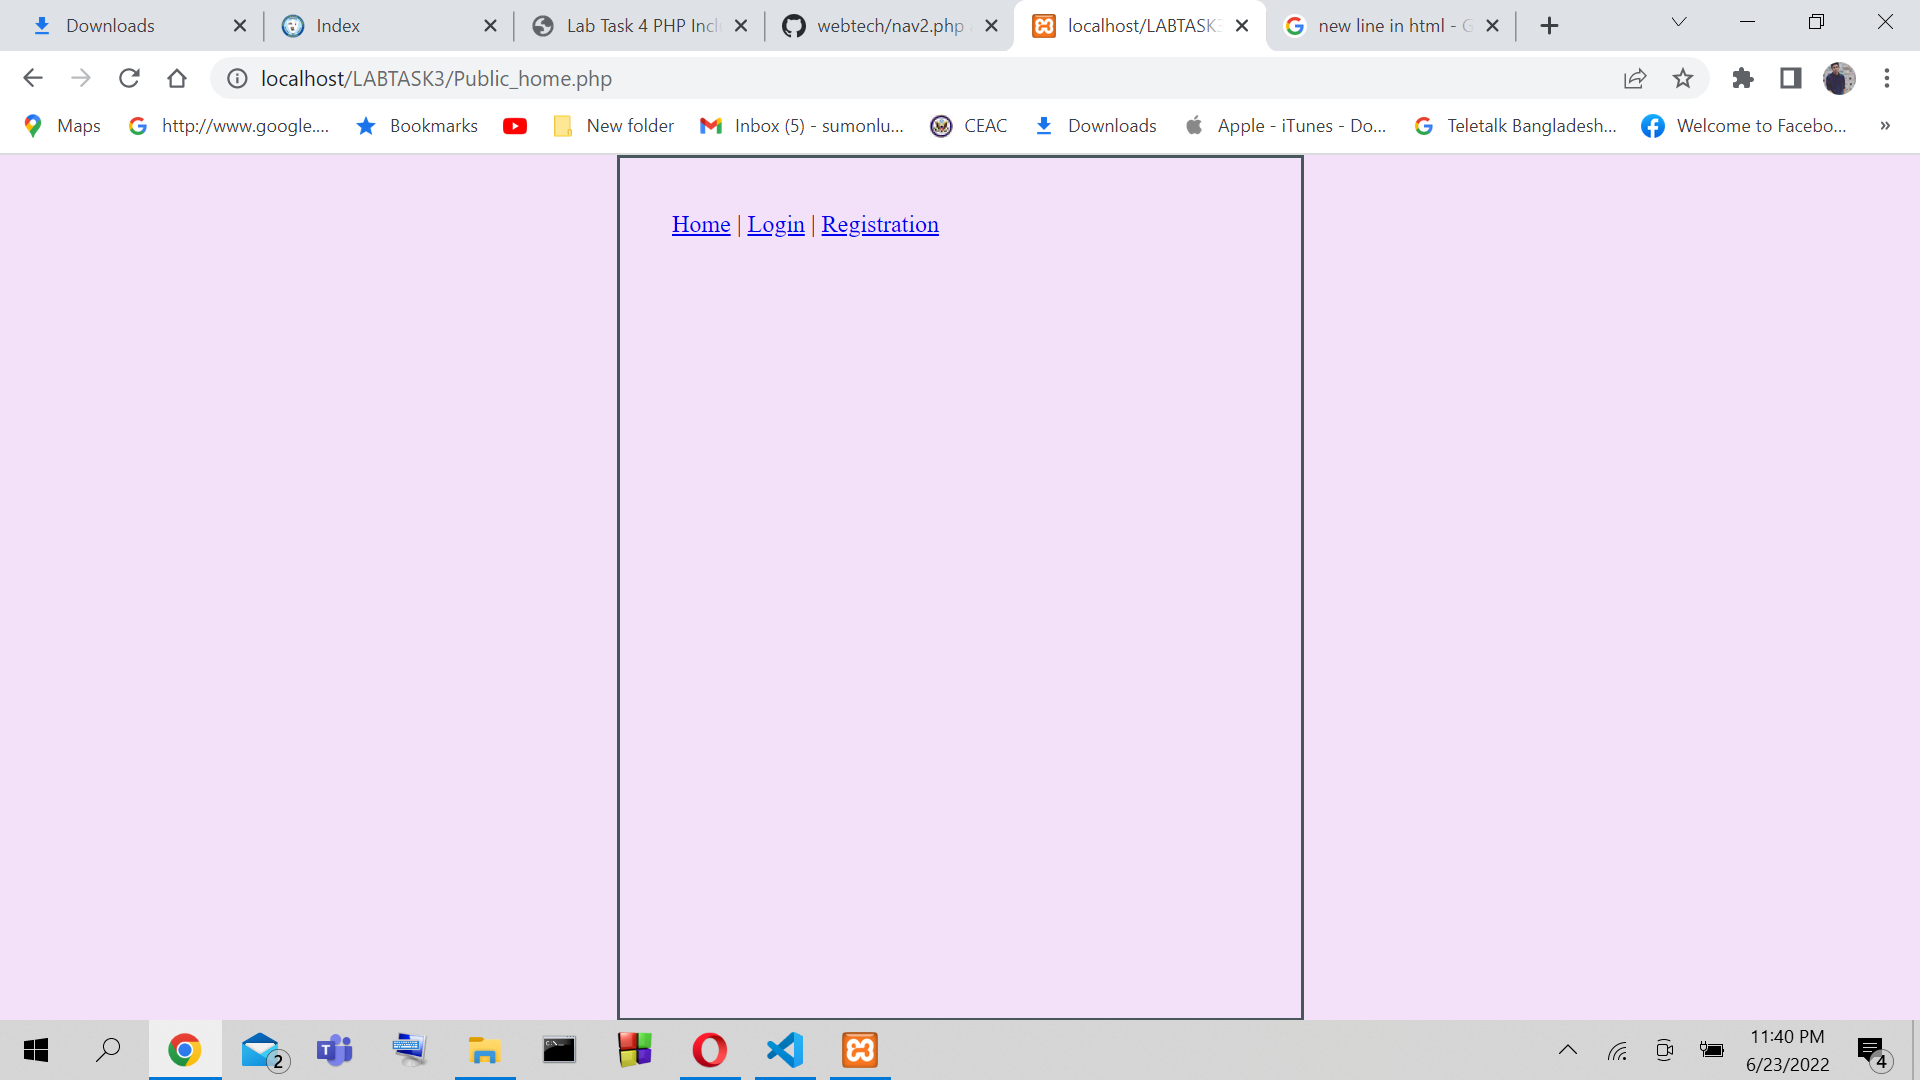 Downloads
Index
Lab Task 4 PHP Incl
webtech/nav2.php
localhost/LABTASK3
new line in html - G
localhost/LABTASK3/Public_home.php
Maps
http://www.google....
Bookmarks
New folder
Inbox (5) - sumonlu...
CEAC
Downloads
Apple - iTunes - Do...
Teletalk Bangladesh...
Welcome to Facebo...
»
Home | Login | Registration
2
11:40 PM
6/23/2022
4